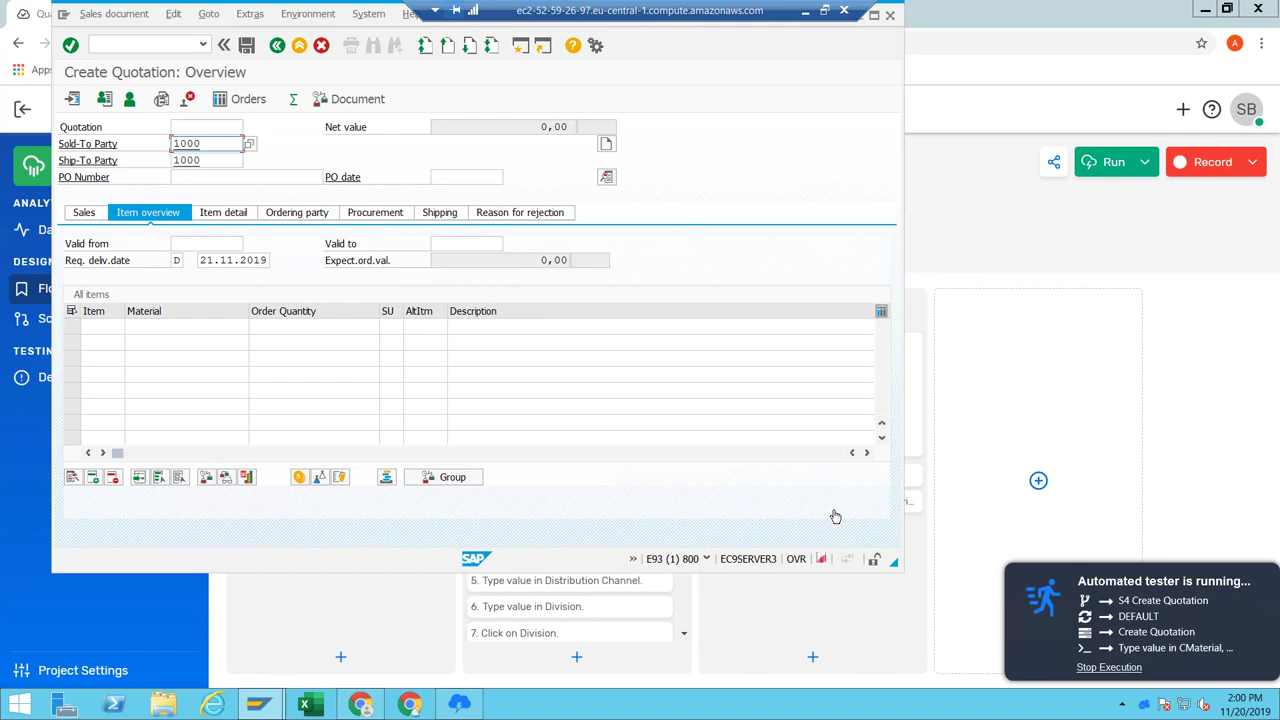 Sales document Edit Goto Extras Environment System
ec2-52-59-26-97.eu-central-1.compute.amazonaws.com
Create Quotation: Overview
Orders Document
Quotation Net value 0,00
Sold-To Party 1000
Ship-To Party 1000
PO Number PO date
Sales Item overview Item detail Ordering party Procurement Shipping Reason for rejection
Valid from Valid to
Req. deliv.date D 21.11.2019 Expect.ord.val. 0,00
All items
Item Material Order Quantity SU AltItm Description
Group
SAP E93 (1) 800 EC9SERVER3 OVR
A
SB
Run Record
5. Type value in Distribution Channel.
6. Type value in Division.
7. Click on Division.
Automated tester is running...
S4 Create Quotation
DEFAULT
Create Quotation
Type value in CMaterial, ...
Stop Execution
Project Settings
2:00 PM
11/20/2019